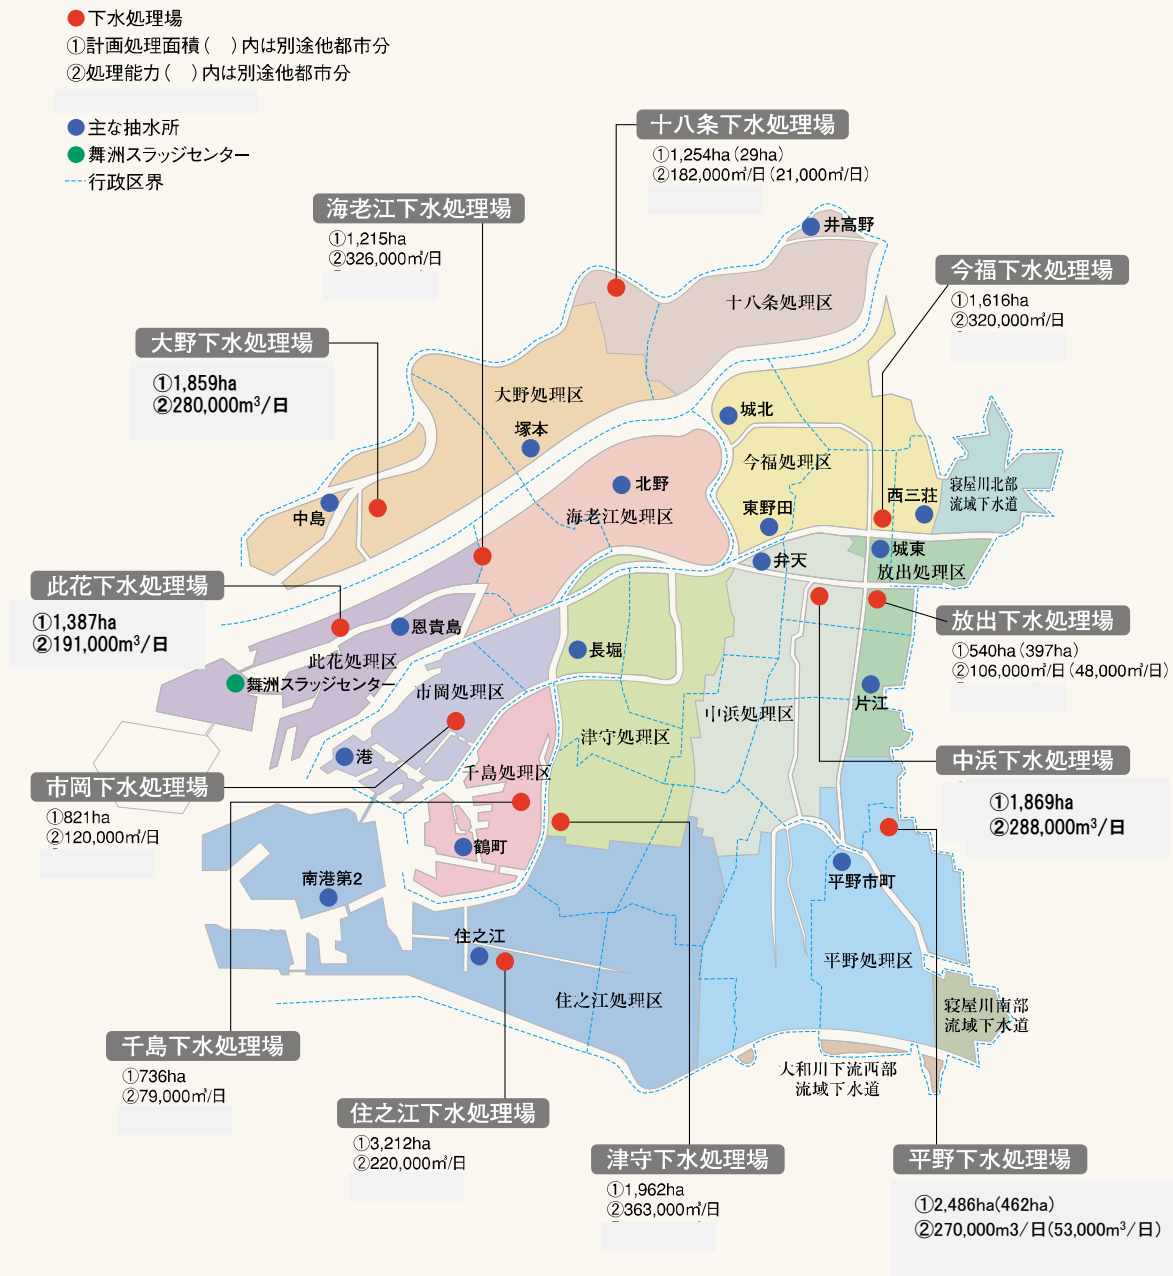 下水処理場
①計画処理面積（　）内は別途他都市分
②処理能力（　）内は別途他都市分
主な抽水所
舞洲スラッジセンター
行政区界
十八条下水処理場
①1,254ha（29ha）
②182,000㎥/日（21,000㎥/日）
海老江下水処理場
①1,215ha
②326,000㎥/日
井高野
今福下水処理場
①1,616ha
②320,000㎥/日
十八条処理区
大野下水処理場
①1,859ha
②280,000m³/日
大野処理区
塚本
城北
今福処理区
北野
海老江処理区
東野田
西三荘
寝屋川北部
流域下水道
中島
城東
放出処理区
弁天
此花下水処理場
①1,387ha
②191,000m³/日
恩貴島
此花処理区
舞洲スラッジセンター
長堀
放出下水処理場
①540ha（397ha）
②106,000㎥/日（48,000㎥/日）
市岡処理区
片江
中浜処理区
津守処理区
港
千島処理区
中浜下水処理場
①1,869ha
②288,000m³/日
市岡下水処理場
①821ha
②120,000㎥/日
鶴町
南港第2
平野市町
住之江
平野処理区
住之江処理区
寝屋川南部
流域下水道
千島下水処理場
①736ha
②79,000㎥/日
大和川下流西部
流域下水道
住之江下水処理場
①3,212ha
②220,000㎥/日
津守下水処理場
①1,962ha
②363,000㎥/日
平野下水処理場
①2,486ha(462ha)
②270,000m3/日(53,000m³/日)